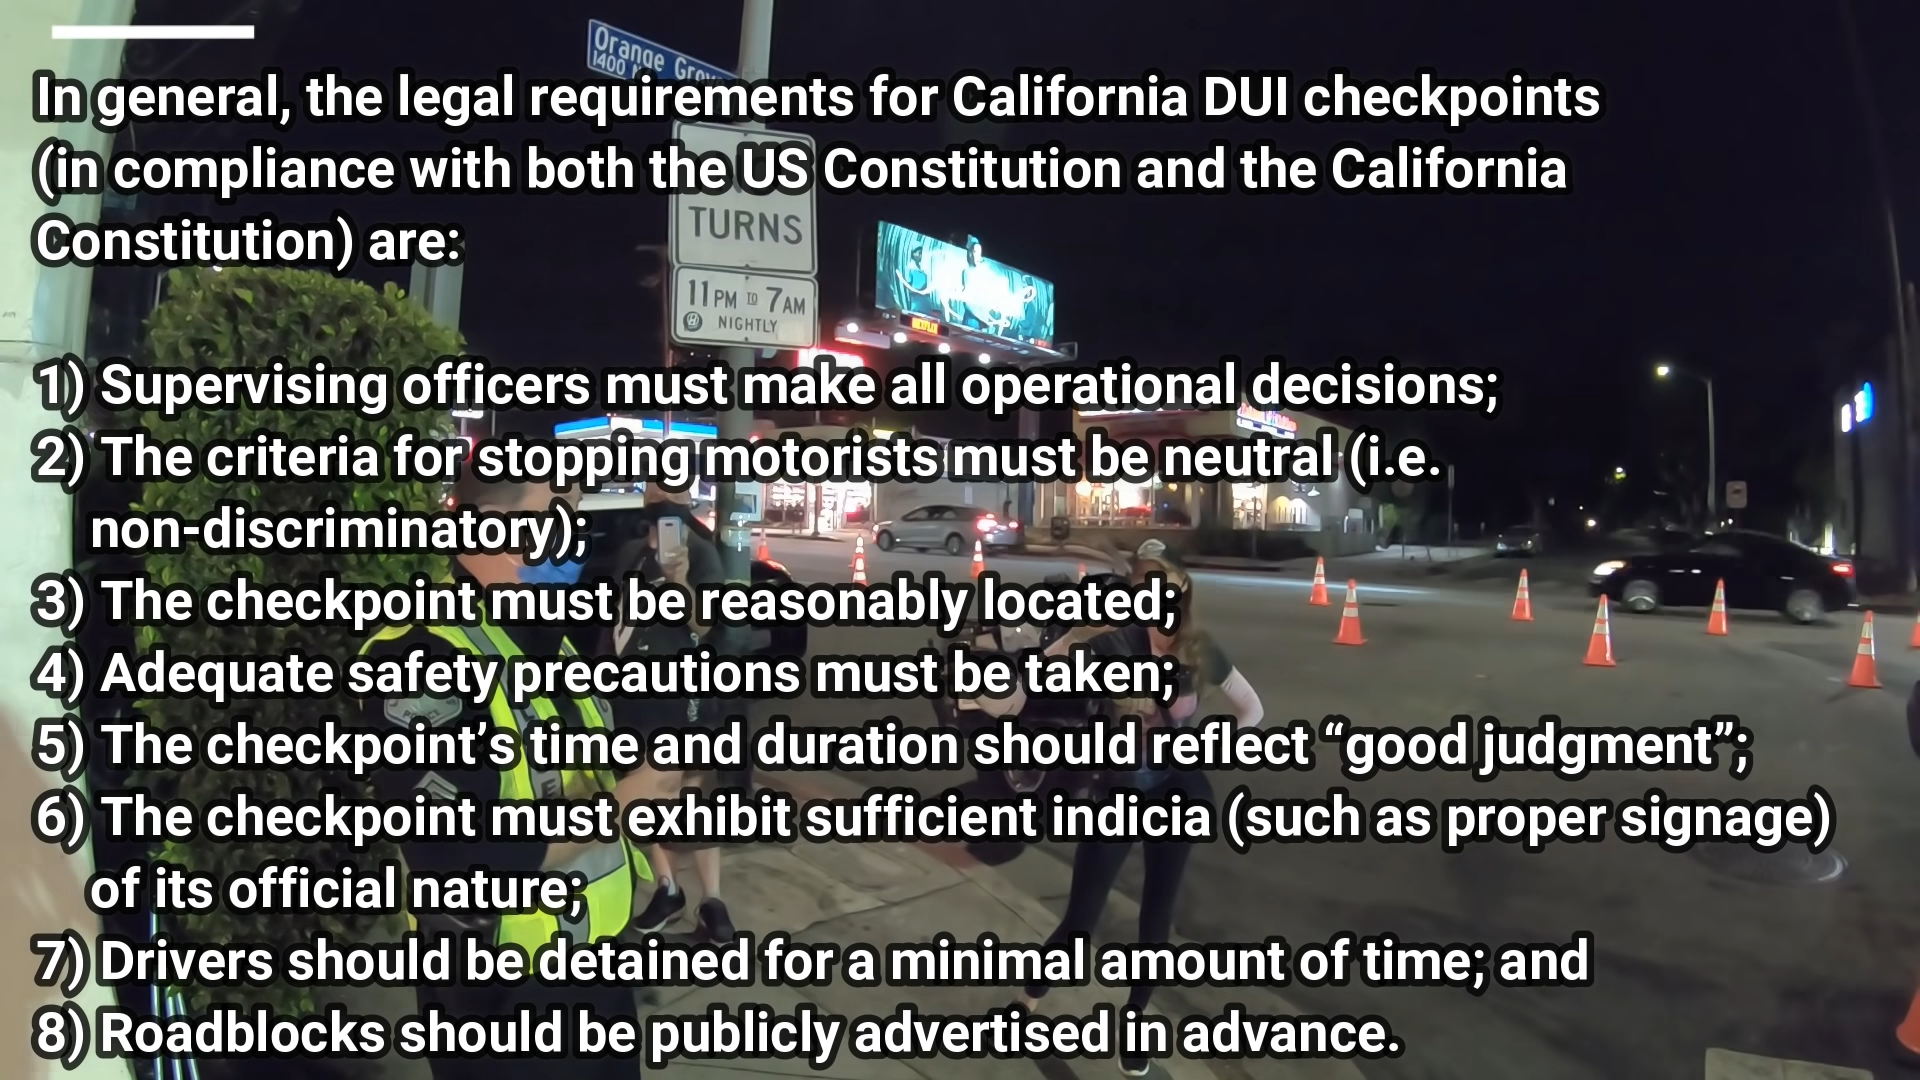 Orange Grove
1400 N
In general, the legal requirements for California DUI checkpoints
(in compliance with both the US Constitution and the California
Constitution) are:
TURNS
11 PM TO 7 AM
NIGHTLY
NETFLIX
1) Supervising officers must make all operational decisions;
2) The criteria for stopping motorists must be neutral (i.e.
non-discriminatory);
3) The checkpoint must be reasonably located;
4) Adequate safety precautions must be taken;
5) The checkpoint’s time and duration should reflect “good judgment”;
6) The checkpoint must exhibit sufficient indicia (such as proper signage)
of its official nature;
7) Drivers should be detained for a minimal amount of time; and
8) Roadblocks should be publicly advertised in advance.